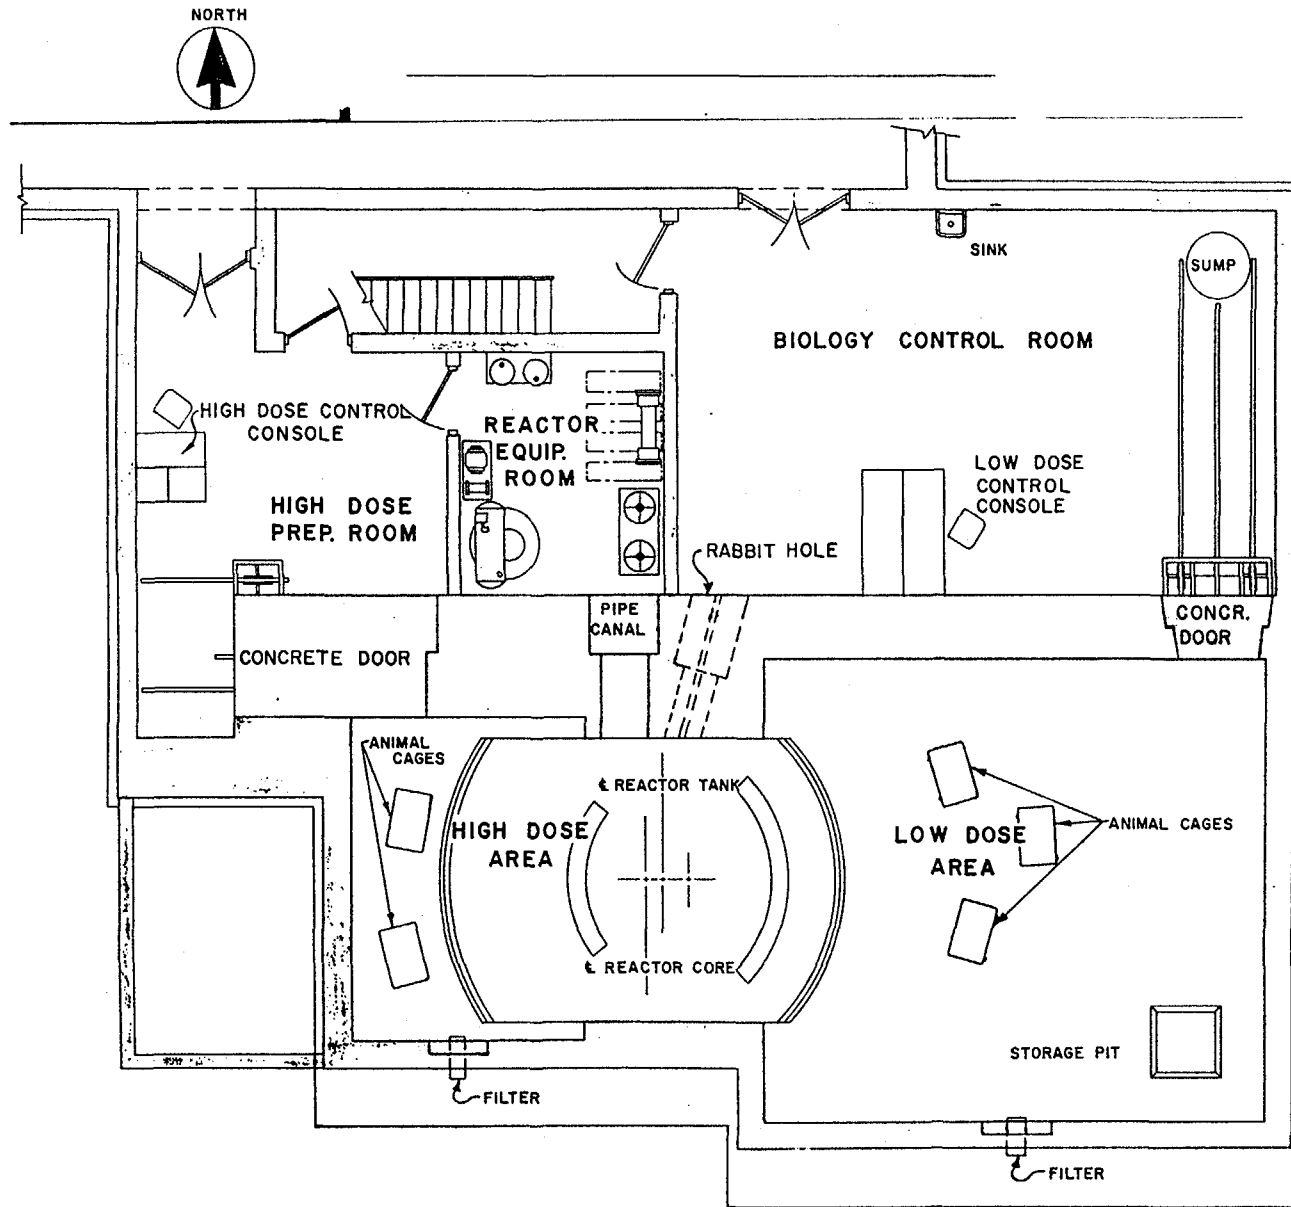 NORTH
SINK
SUMP
BIOLOGY CONTROL ROOM
HIGH DOSE CONTROL
CONSOLE
REACTOR
EQUIP.
ROOM
LOW DOSE
CONTROL
CONSOLE
HIGH DOSE
PREP. ROOM
RABBIT HOLE
PIPE
CANAL
CONCR.
DOOR
CONCRETE DOOR
ANIMAL
CAGES
℄ REACTOR TANK
HIGH DOSE
AREA
LOW DOSE
AREA
ANIMAL CAGES
℄ REACTOR CORE
STORAGE PIT
FILTER
FILTER